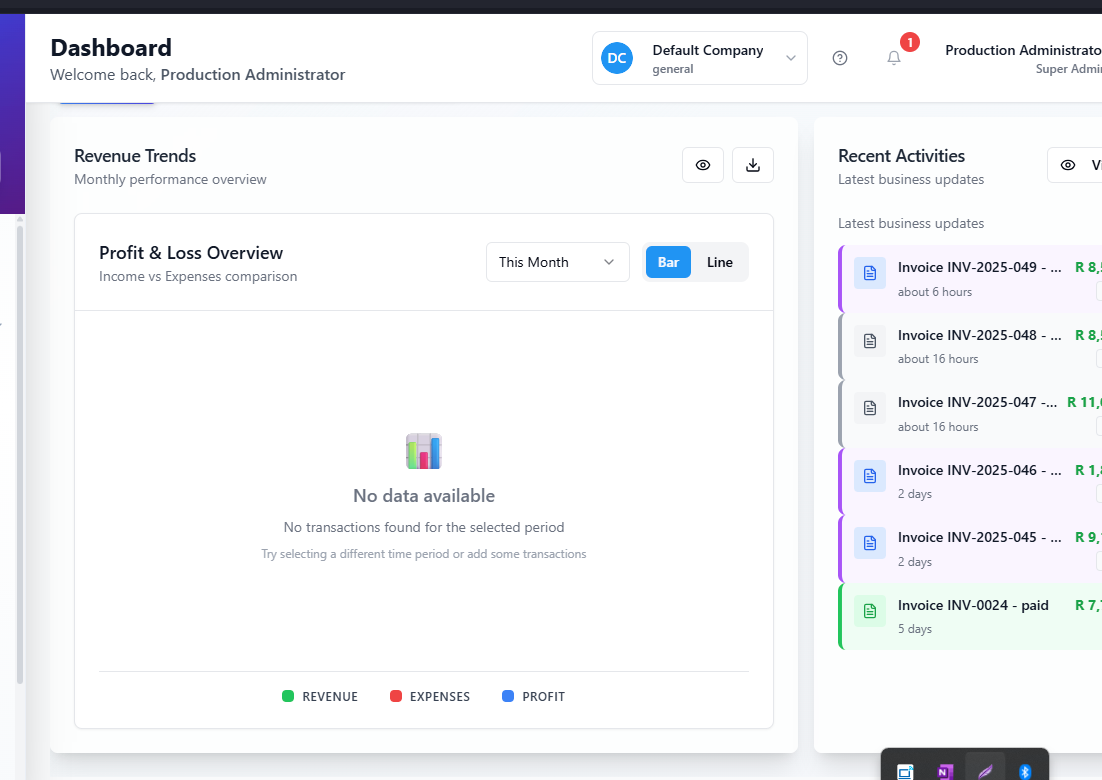 Dashboard
Welcome back, Production Administrator
DC
Default Company
general
1
Production Administrato
Super Admi
Revenue Trends
Monthly performance overview
Profit & Loss Overview
Income vs Expenses comparison
This Month
Bar
Line
No data available
No transactions found for the selected period
Try selecting a different time period or add some transactions
REVENUE
EXPENSES
PROFIT
Recent Activities
Latest business updates
Latest business updates
Invoice INV-2025-049 - ...
about 6 hours
Invoice INV-2025-048 - ...
about 16 hours
Invoice INV-2025-047 -...
R 11,
about 16 hours
Invoice INV-2025-046 - ...
R 1,
2 days
Invoice INV-2025-045 - ...
R 9,
2 days
Invoice INV-0024 - paid
R 7,
5 days
N